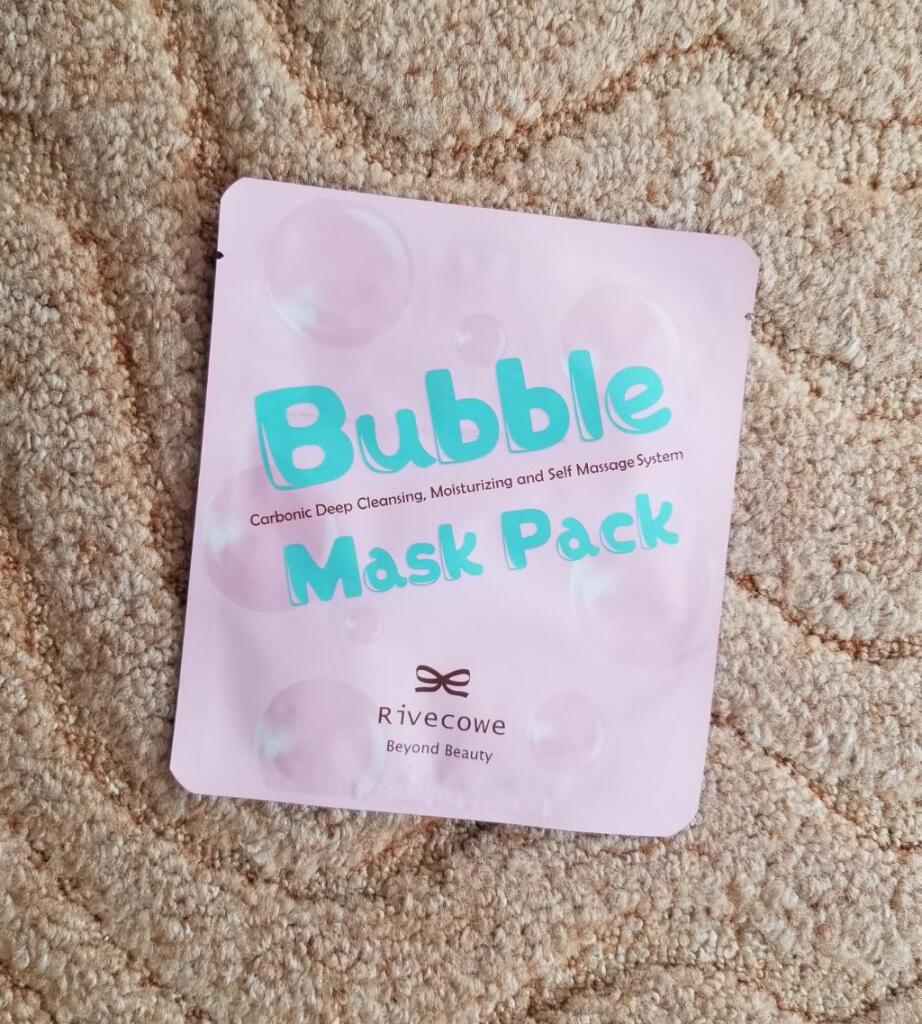 Bubble
Carbonic Deep Cleansing, Moisturizing and Self Massage System
Mask Pack
Rivecowe
Beyond Beauty